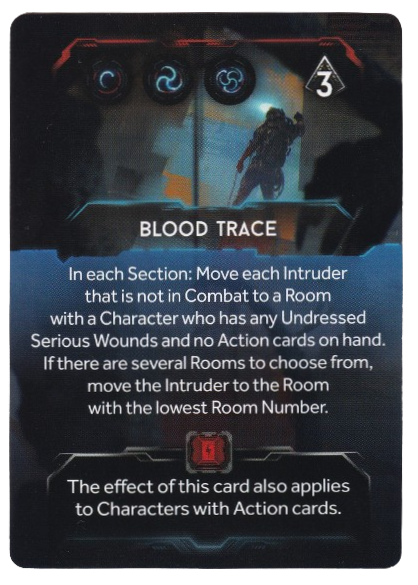 3
BLOOD TRACE
In each Section: Move each Intruder
that is not in Combat to a Room
with a Character who has any Undressed
Serious Wounds and no Action cards on hand.
If there are several Rooms to choose from,
move the Intruder to the Room
with the lowest Room Number.
The effect of this card also applies
to Characters with Action cards.